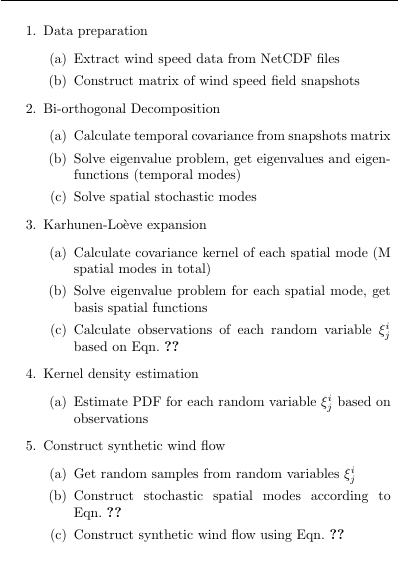 1. Data preparation
(a) Extract wind speed data from NetCDF files
(b) Construct matrix of wind speed field snapshots
2. Bi-orthogonal Decomposition
(a) Calculate temporal covariance from snapshots matrix
(b) Solve eigenvalue problem, get eigenvalues and eigen-
functions (temporal modes)
(c) Solve spatial stochastic modes
3. Karhunen-Loève expansion
(a) Calculate covariance kernel of each spatial mode (M
spatial modes in total)
(b) Solve eigenvalue problem for each spatial mode, get
basis spatial functions
(c) Calculate observations of each random variable ξ_j^i
based on Eqn. ??
4. Kernel density estimation
(a) Estimate PDF for each random variable ξ_j^i based on
observations
5. Construct synthetic wind flow
(a) Get random samples from random variables ξ_j^i
(b) Construct stochastic spatial modes according to
Eqn. ??
(c) Construct synthetic wind flow using Eqn. ??